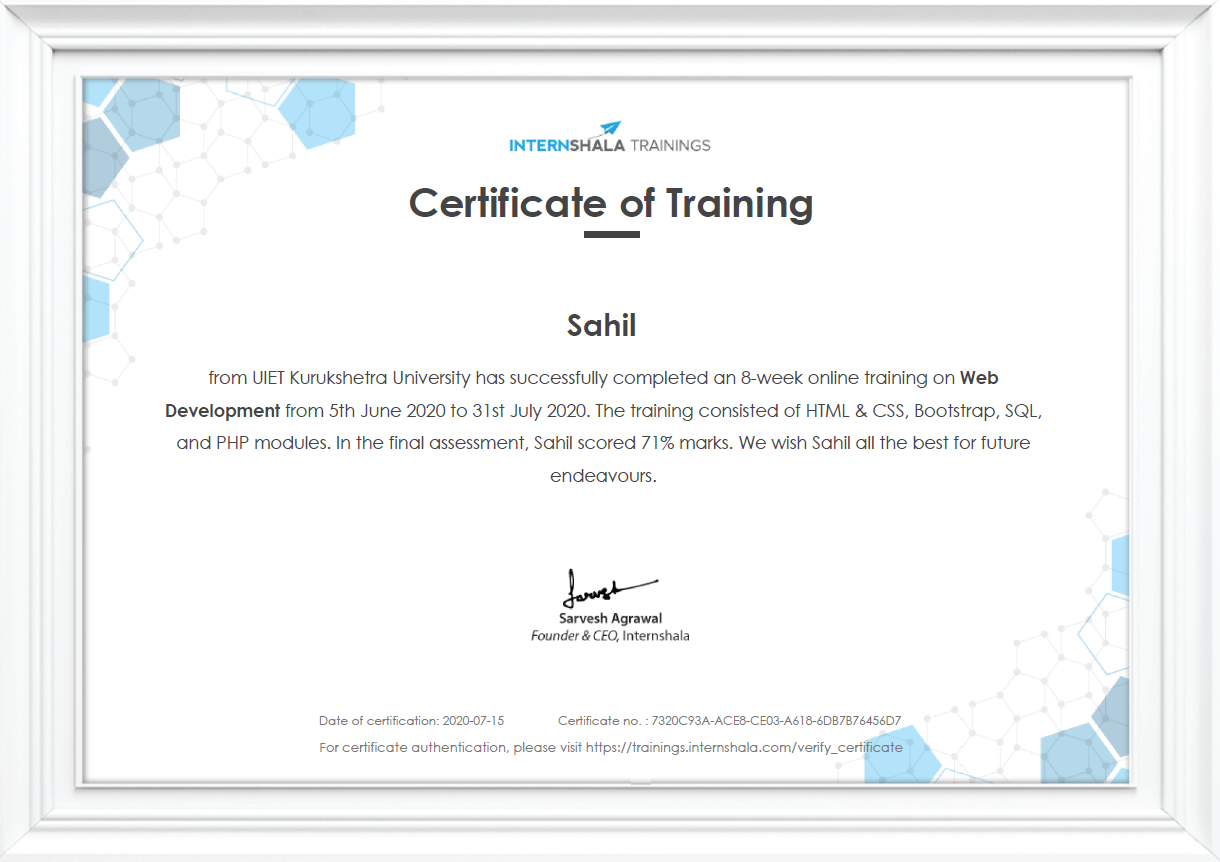 INTERNSHALA TRAININGS
Certificate of Training
Sahil
from UIET Kurukshetra University has successfully completed an 8-week online training on Web
Development from 5th June 2020 to 31st July 2020. The training consisted of HTML & CSS, Bootstrap, SQL,
and PHP modules. In the final assessment, Sahil scored 71% marks. We wish Sahil all the best for future
endeavours.
Sarvesh
Sarvesh Agrawal
Founder & CEO, Internshala
Date of certification: 2020-07-15 Certificate no. : 7320C93A-ACE8-CE03-A618-6DB7B76456D7
For certificate authentication, please visit https://trainings.internshala.com/verify_certificate